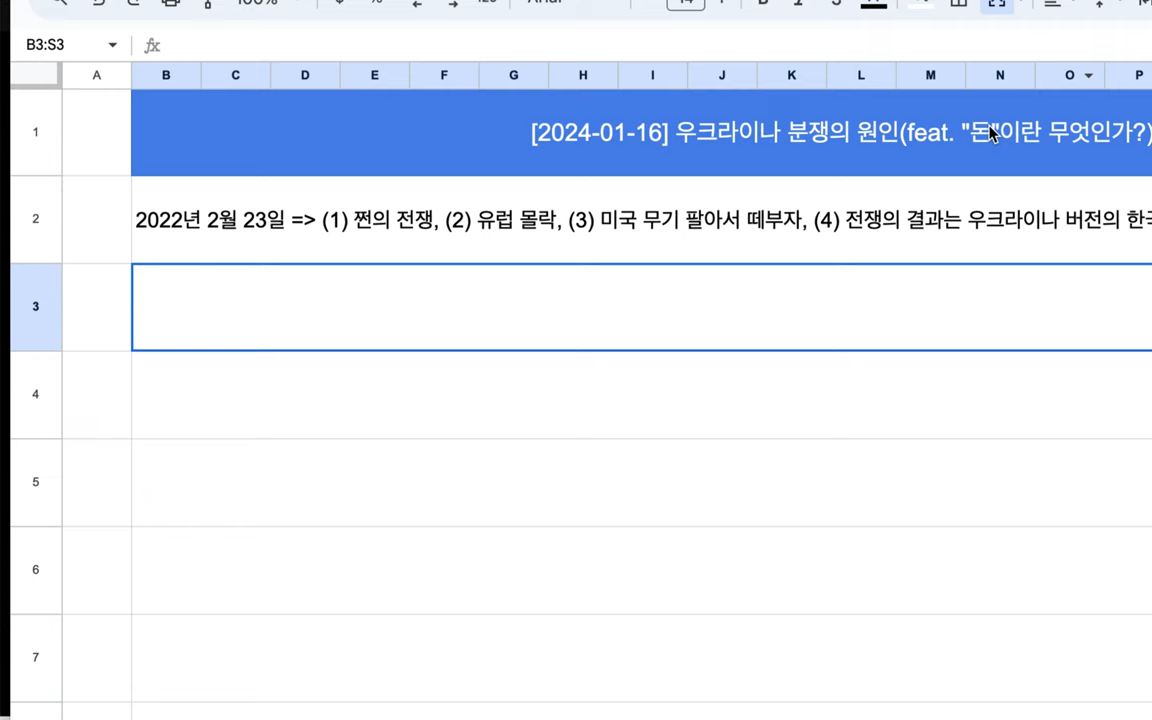 B3:S3
fx
A B C D E F G H I J K L M N O P
1
[2024-01-16] 우크라이나 분쟁의 원인(feat. "돈"이란 무엇인가?)
2
2022년 2월 23일 => (1) 쩐의 전쟁, (2) 유럽 몰락, (3) 미국 무기 팔아서 떼부자, (4) 전쟁의 결과는 우크라이나 버전의
3
4
5
6
7